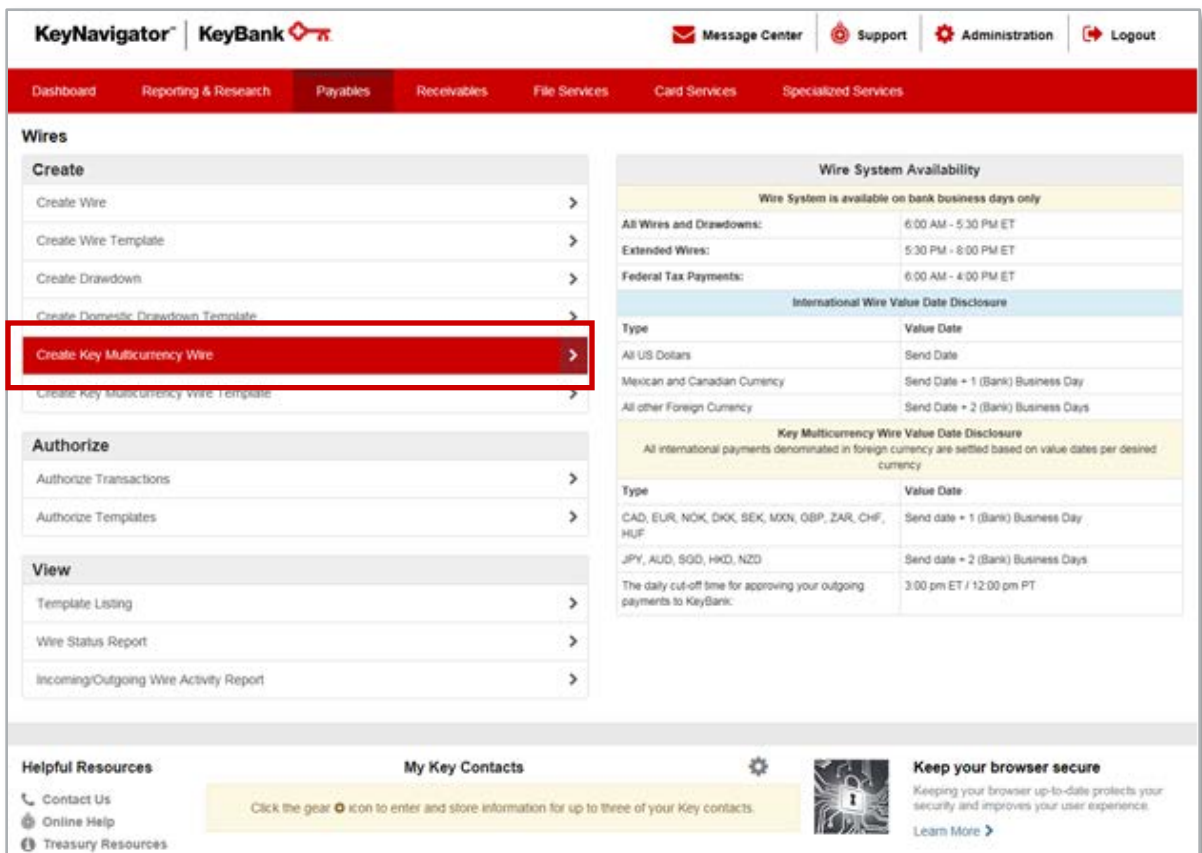 KeyNavigator™ | KeyBank
Message Center
Support
Administration
Logout
Dashboard
Reporting & Research
Payables
Receivables
File Services
Card Services
Specialized Services
Wires
Create
Create Wire
Create Wire Template
Create Drawdown
Create Domestic Drawdown Template
Create Key Multicurrency Wire
Create Key Multicurrency Wire Template
Authorize
Authorize Transactions
Authorize Templates
View
Template Listing
Wire Status Report
Incoming/Outgoing Wire Activity Report
Wire System Availability
Wire System is available on bank business days only
All Wires and Drawdowns: 6:00 AM - 5:30 PM ET
Extended Wires: 5:30 PM - 8:00 PM ET
Federal Tax Payments: 6:00 AM - 4:00 PM ET
International Wire Value Date Disclosure
Type Value Date
All US Dollars Send Date
Mexican and Canadian Currency Send Date + 1 (Bank) Business Day
All other Foreign Currency Send Date + 2 (Bank) Business Days
Key Multicurrency Wire Value Date Disclosure
All international payments denominated in foreign currency are settled based on value dates per desired
currency
Type Value Date
CAD, EUR, NOK, DKK, SEK, MXN, GBP, ZAR, CHF, Send date + 1 (Bank) Business Day
HUF
JPY, AUD, SGD, HKD, NZD Send date + 2 (Bank) Business Days
The daily cut-off time for approving your outgoing 3:00 pm ET / 12:00 pm PT
payments to KeyBank:
Helpful Resources
Contact Us
Online Help
Treasury Resources
My Key Contacts
Click the gear icon to enter and store information for up to three of your Key contacts.
Keep your browser secure
Keeping your browser up-to-date protects your
security and improves your user experience.
Learn More